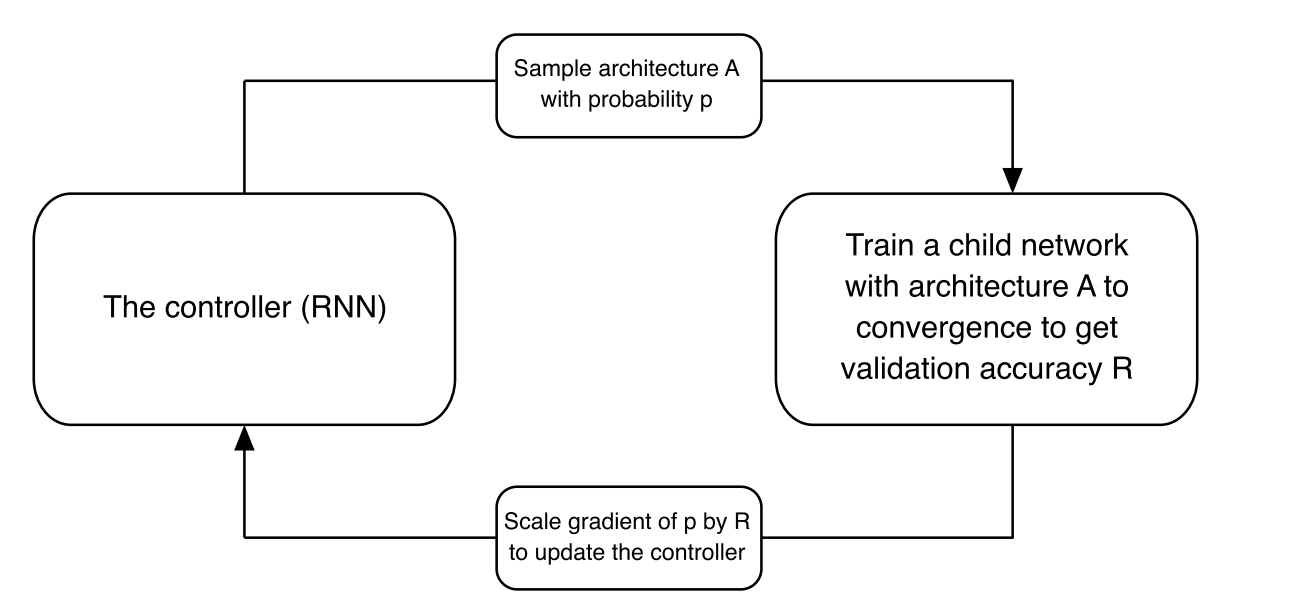 Sample architecture A
with probability p
The controller (RNN)
Train a child network
with architecture A to
convergence to get
validation accuracy R
Scale gradient of p by R
to update the controller